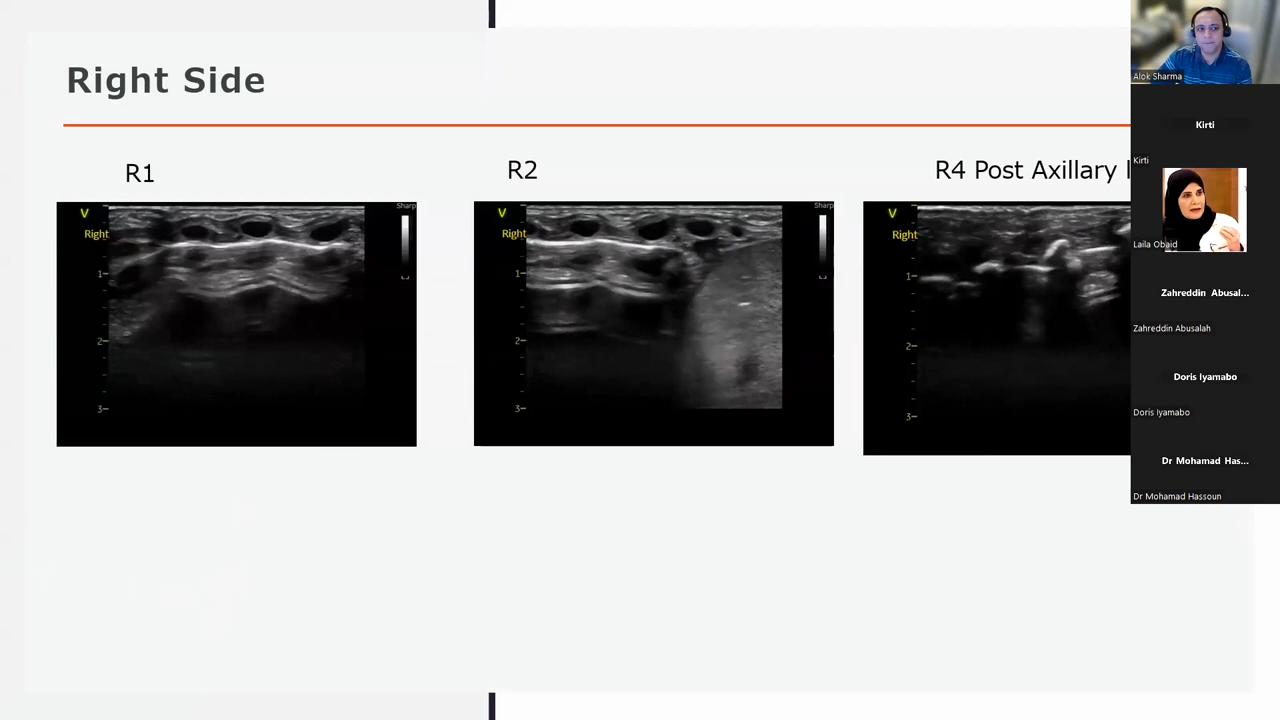 Right Side
R1
R2
R4 Post Axillary l
V
Right
Sharp
1
2
3
V
Right
Sharp
1
2
3
V
Right
1
2
3
Alok Sharma
Kirti
Kirti
Laila Obaid
Zahreddin Abusal...
Zahreddin Abusalah
Doris Iyamabo
Doris Iyamabo
Dr Mohamad Has...
Dr Mohamad Hassoun